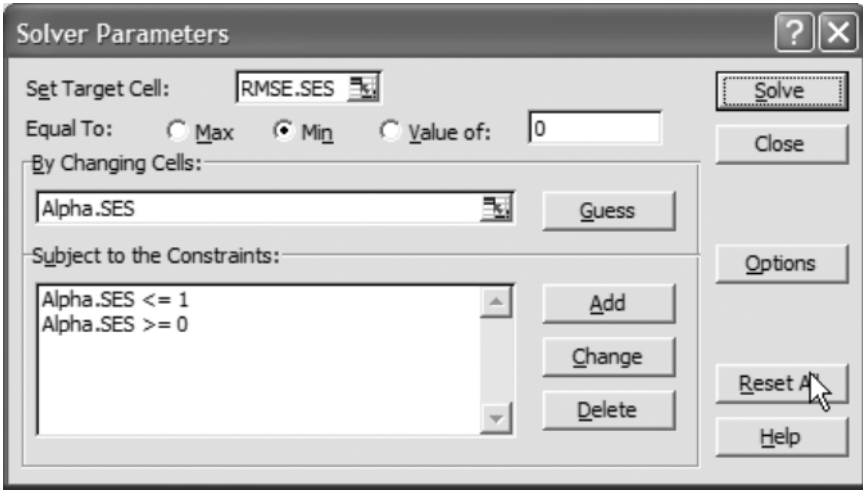 Solver Parameters
?
Set Target Cell: RMSE.SES
Solve
Equal To: Max Min Value of: 0
Close
By Changing Cells:
Alpha.SES
Guess
Subject to the Constraints:
Options
Alpha.SES <= 1
Alpha.SES >= 0
Add
Change
Reset All
Delete
Help